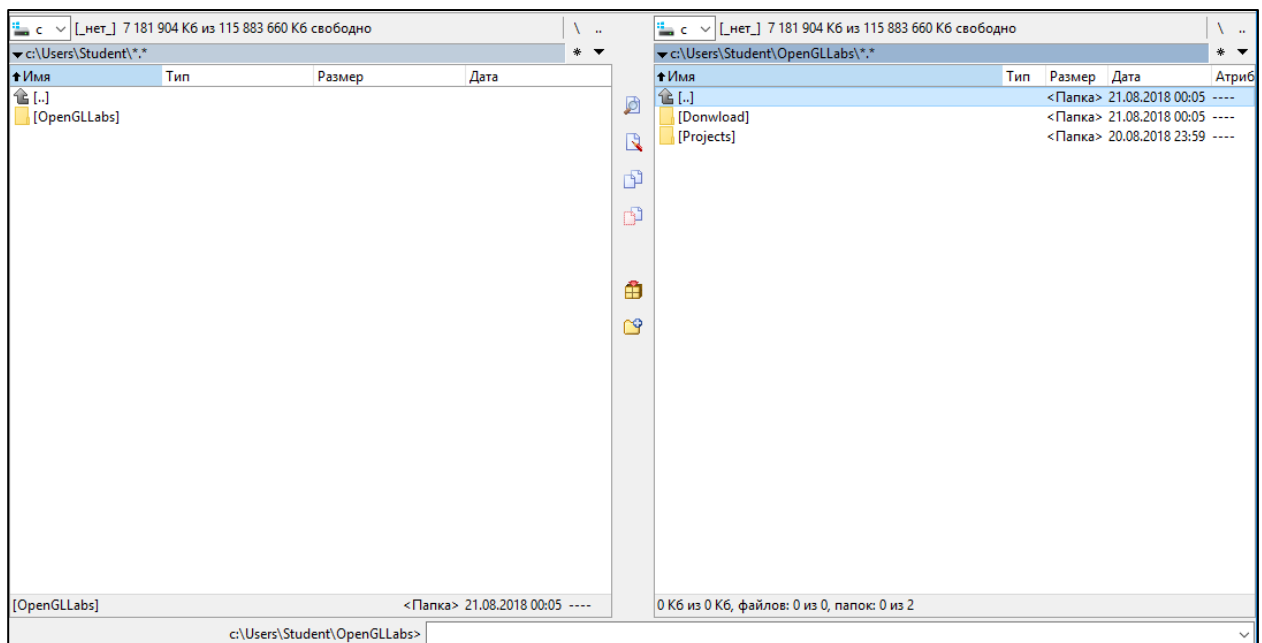 c [_нет_] 7 181 904 Кб из 115 883 660 Кб свободно \ ..
c:\Users\Student\*.* *
Имя Тип Размер Дата
[..]
[OpenGLLabs]
[OpenGLLabs] <Папка> 21.08.2018 00:05 ----
c [_нет_] 7 181 904 Кб из 115 883 660 Кб свободно \ ..
c:\Users\Student\OpenGLLabs\*.* *
Имя Тип Размер Дата Атриб
[..] <Папка> 21.08.2018 00:05 ----
[Donwload] <Папка> 21.08.2018 00:05 ----
[Projects] <Папка> 20.08.2018 23:59 ----
0 Кб из 0 Кб, файлов: 0 из 0, папок: 0 из 2
c:\Users\Student\OpenGLLabs>